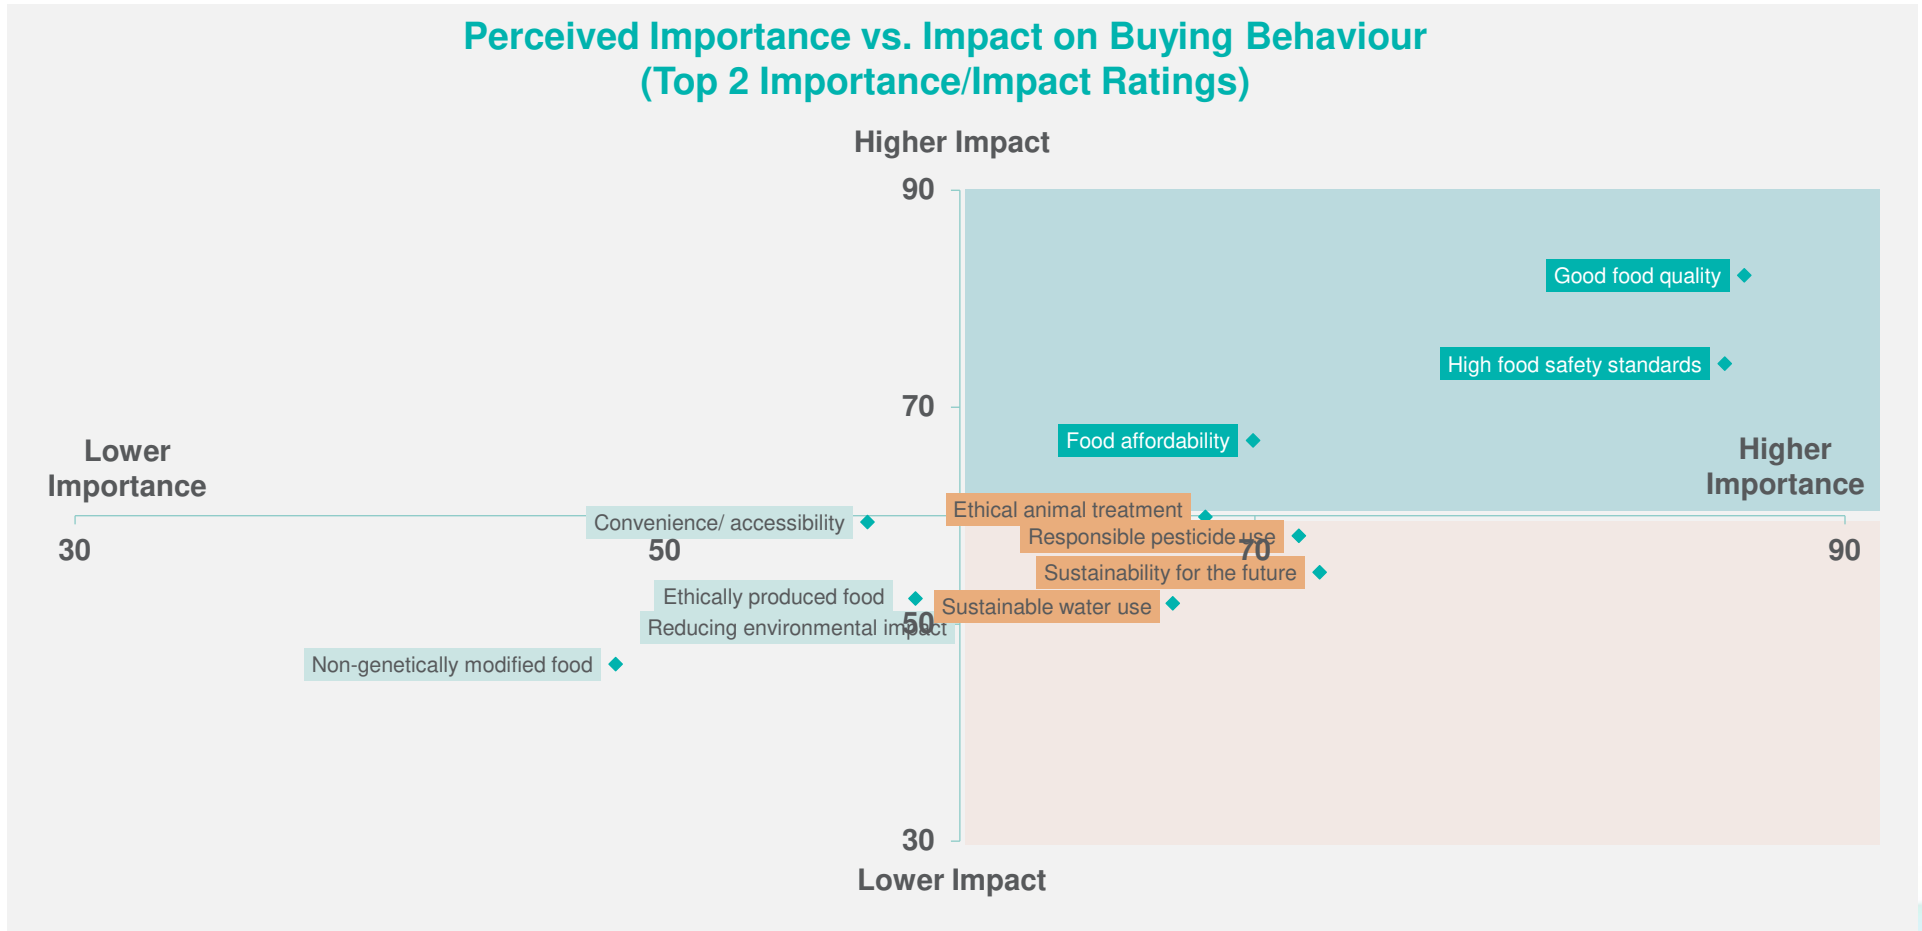 Perceived Importance vs. Impact on Buying Behaviour
(Top 2 Importance/Impact Ratings)
Higher Impact
90
Good food quality
High food safety standards
70
Food affordability
Lower
Importance
Higher
Importance
Ethical animal treatment
Convenience/ accessibility
Responsible pesticide use
30
50
70
90
Sustainability for the future
Ethically produced food
Sustainable water use
50
Reducing environmental impact
Non-genetically modified food
30
Lower Impact